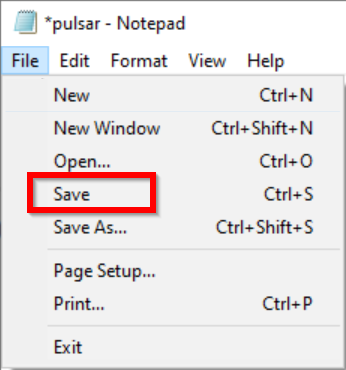 *pulsar - Notepad
File Edit Format View Help
New Ctrl+N
New Window Ctrl+Shift+N
Open... Ctrl+O
Save Ctrl+S
Save As... Ctrl+Shift+S
Page Setup...
Print... Ctrl+P
Exit